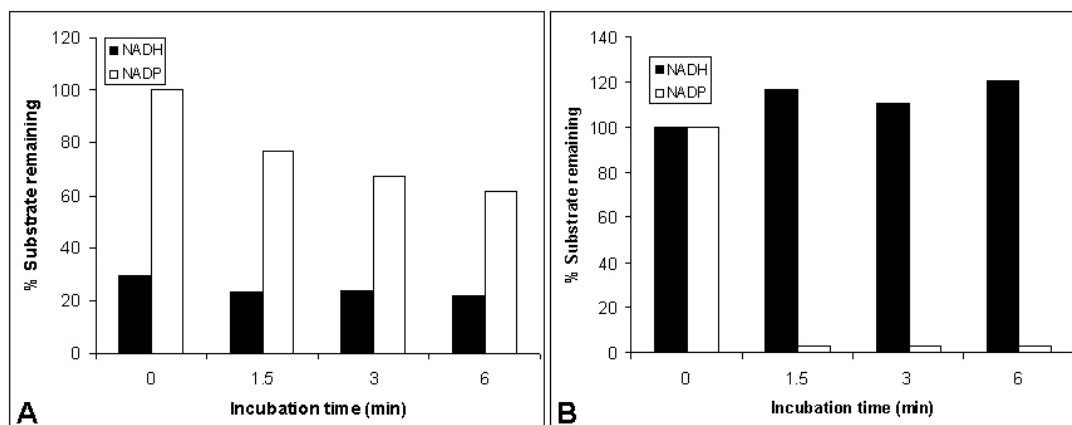 120
100
80
60
40
20
0
% Substrate remaining
NADH
NADP
0 1.5 3 6
Incubation time (min)
A
140
120
100
80
60
40
20
0
% Substrate remaining
NADH
NADP
0 1.5 3 6
Incubation time (min)
B